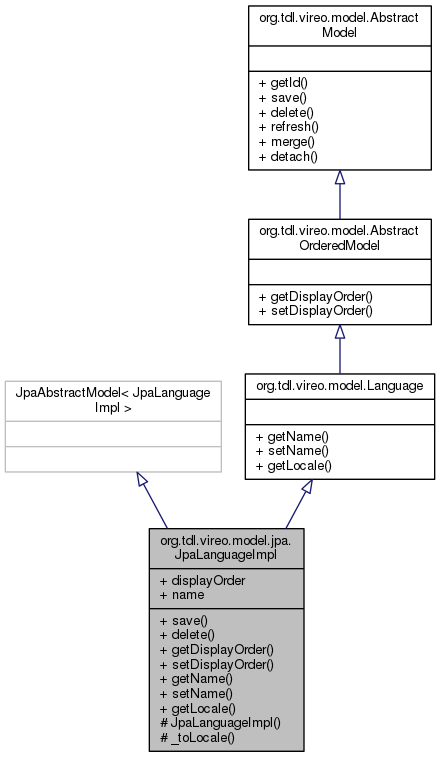 org.tdl.vireo.model.Abstract
Model
+ getId()
+ save()
+ delete()
+ refresh()
+ merge()
+ detach()
org.tdl.vireo.model.Abstract
OrderedModel
+ getDisplayOrder()
+ setDisplayOrder()
JpaAbstractModel< JpaLanguage
Impl >
org.tdl.vireo.model.Language
+ getName()
+ setName()
+ getLocale()
org.tdl.vireo.model.jpa.
JpaLanguageImpl
+ displayOrder
+ name
+ save()
+ delete()
+ getDisplayOrder()
+ setDisplayOrder()
+ getName()
+ setName()
+ getLocale()
# JpaLanguageImpl()
# _toLocale()